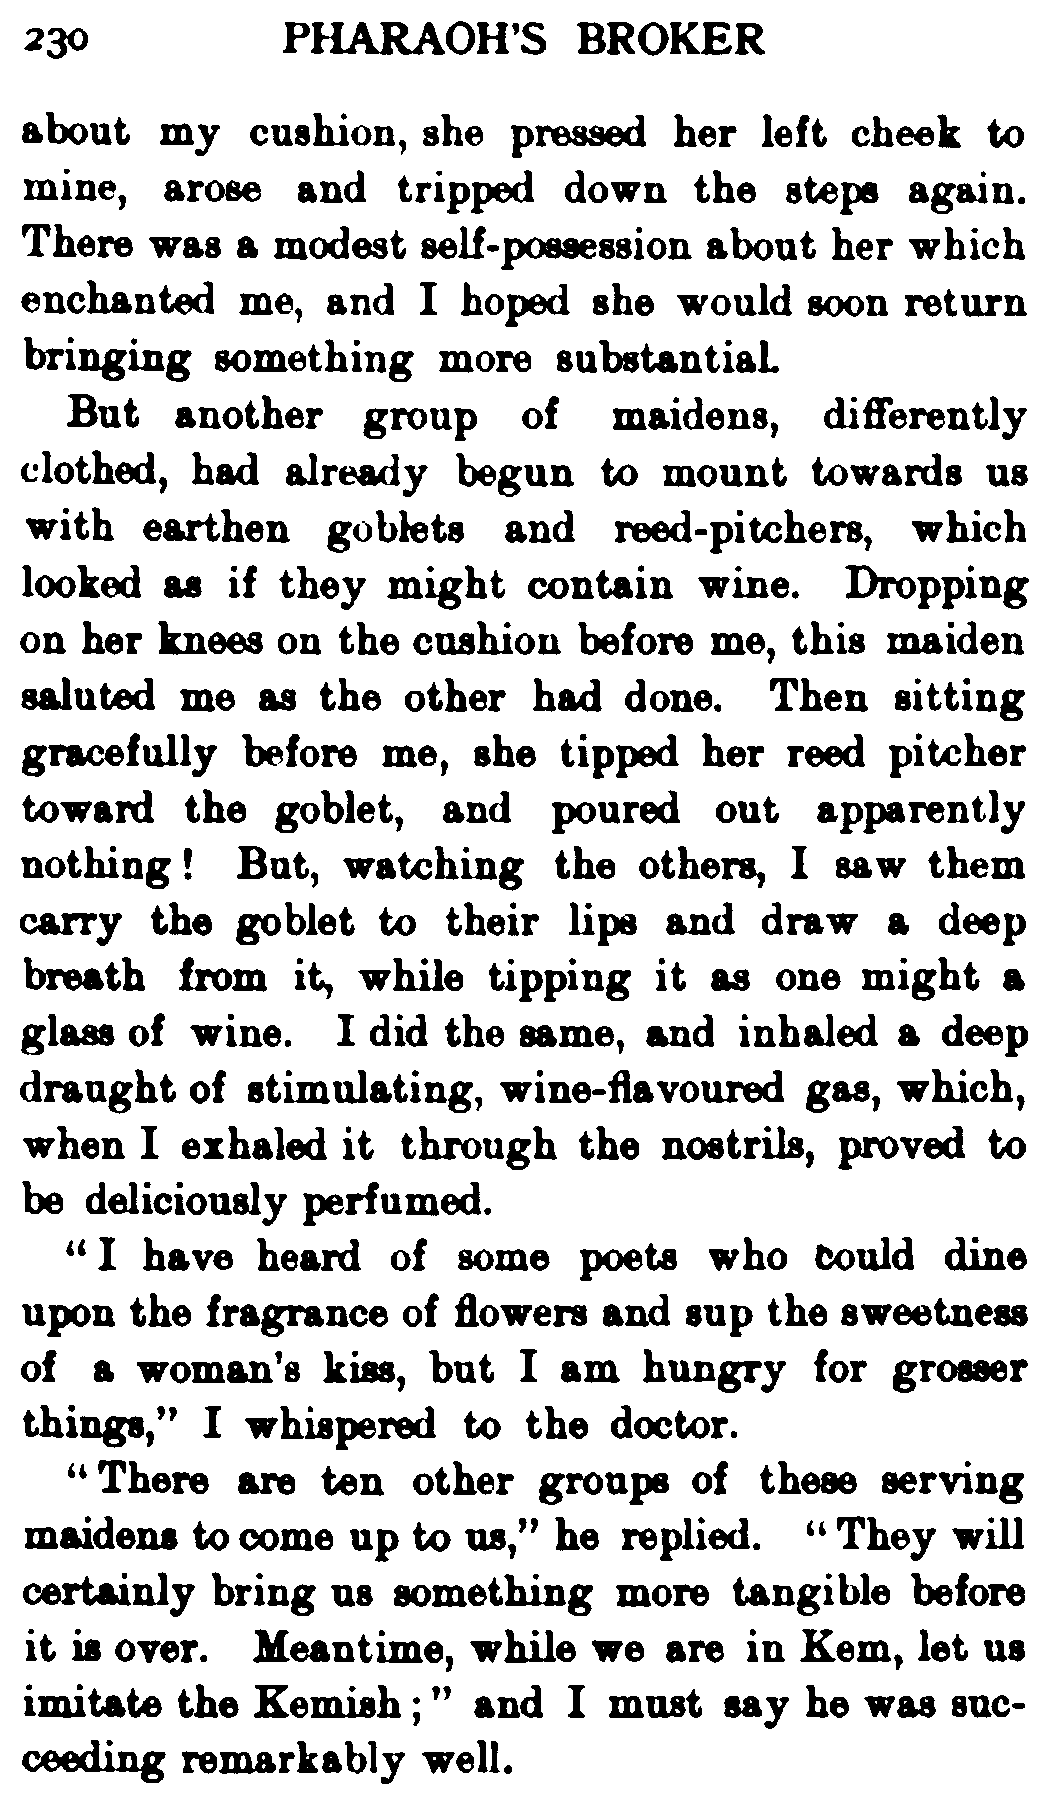 230 PHARAOH'S BROKER
about my cushion, she pressed her left cheek to
mine, arose and tripped down the steps again.
There was a modest self-possession about her which
enchanted me, and I hoped she would soon return
bringing something more substantial.
But another group of maidens, differently
clothed, had already begun to mount towards us
with earthen goblets and reed-pitchers, which
looked as if they might contain wine. Dropping
on her knees on the cushion before me, this maiden
saluted me as the other had done. Then sitting
gracefully before me, she tipped her reed pitcher
toward the goblet, and poured out apparently
nothing! But, watching the others, I saw them
carry the goblet to their lips and draw a deep
breath from it, while tipping it as one might a
glass of wine. I did the same, and inhaled a deep
draught of stimulating, wine-flavoured gas, which,
when I exhaled it through the nostrils, proved to
be deliciously perfumed.
"I have heard of some poets who could dine
upon the fragrance of flowers and sup the sweetness
of a woman's kiss, but I am hungry for grosser
things," I whispered to the doctor.
"There are ten other groups of these serving
maidens to come up to us," he replied. "They will
certainly bring us something more tangible before
it is over. Meantime, while we are in Kem, let us
imitate the Kemish;" and I must say he was suc-
ceeding remarkably well.